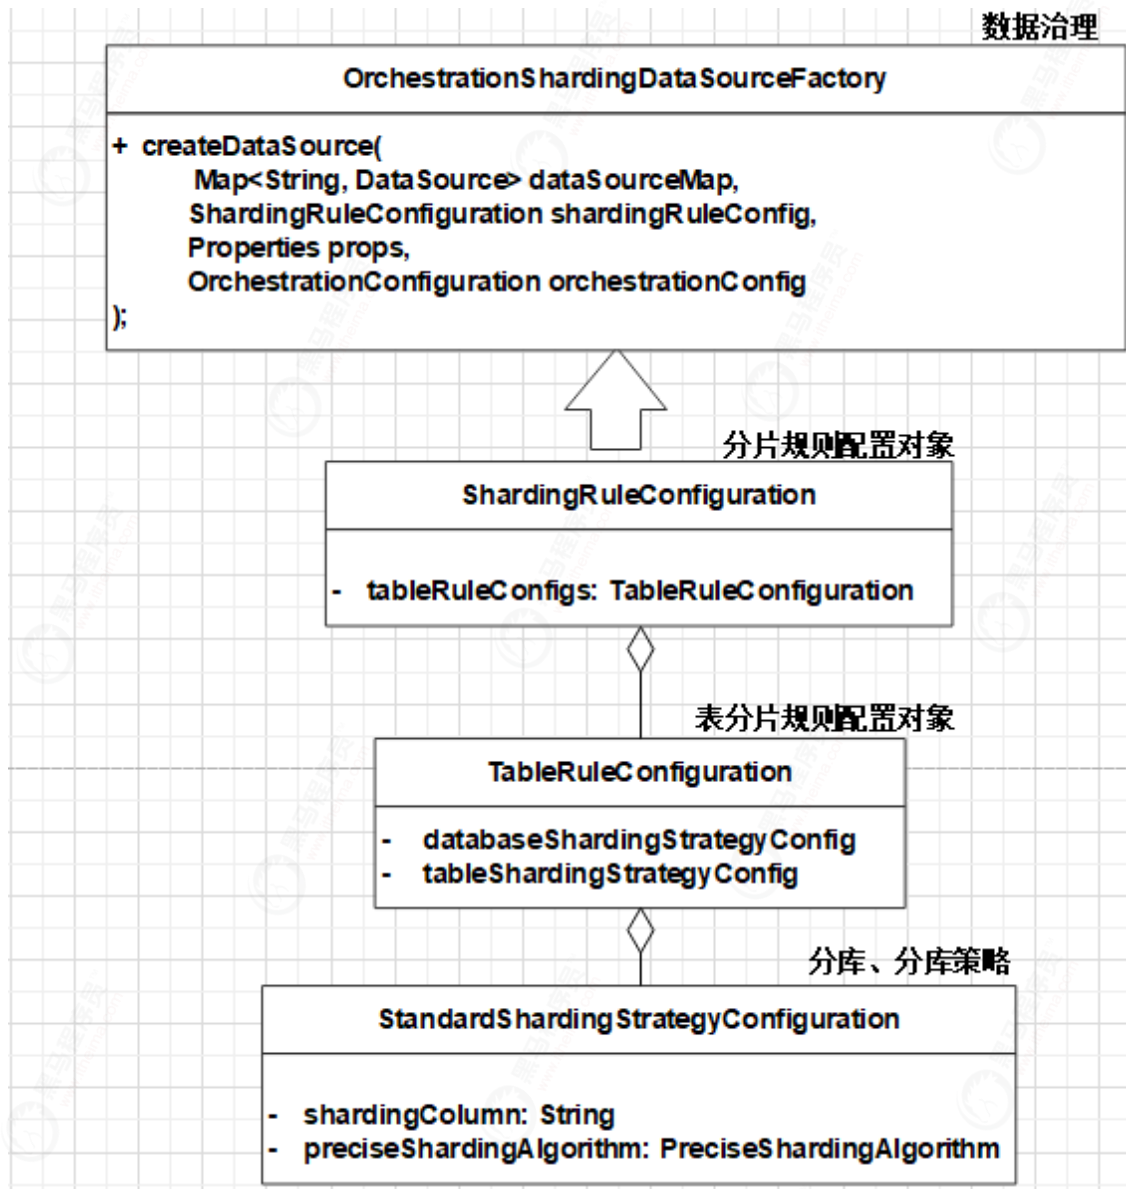 数据治理
OrchestrationShardingDataSourceFactory
+ createDataSource(
Map<String, DataSource> dataSourceMap,
ShardingRuleConfiguration shardingRuleConfig,
Properties props,
OrchestrationConfiguration orchestrationConfig
);
分片规则配置对象
ShardingRuleConfiguration
- tableRuleConfigs: TableRuleConfiguration
表分片规则配置对象
TableRuleConfiguration
- databaseShardingStrategyConfig
- tableShardingStrategyConfig
分库、分库策略
StandardShardingStrategyConfiguration
- shardingColumn: String
- preciseShardingAlgorithm: PreciseShardingAlgorithm